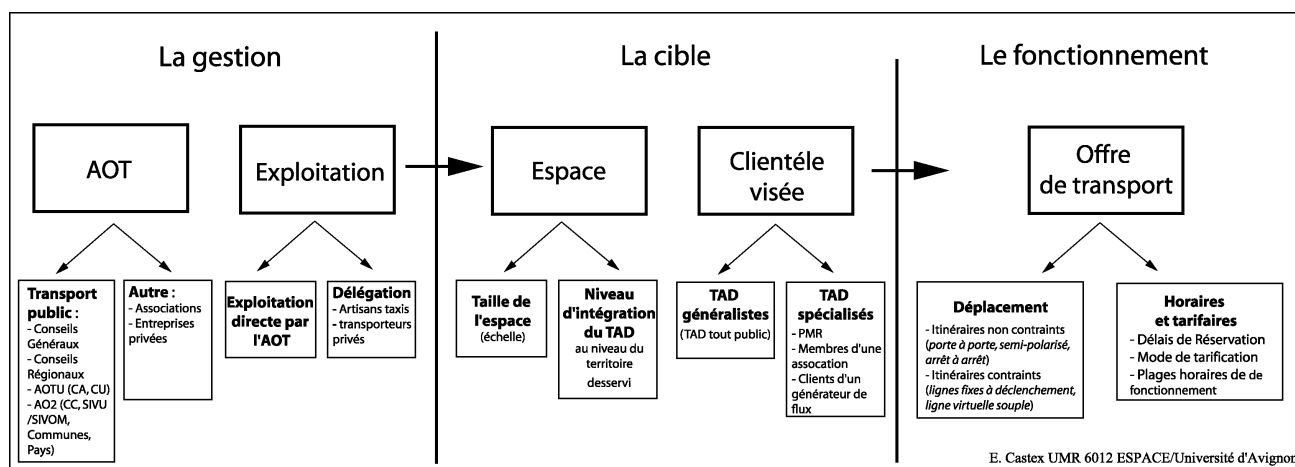 La gestion
La cible
Le fonctionnement
AOT
Exploitation
Espace
Clientéle
visée
Offre
de transport
Transport
public :
- Conseils
Généraux
- Conseils
Régionaux
- AOTU (CA, CU)
- AO2 (CC, SIVU
/SIVOM,
Communes,
Pays)
Autre :
- Associations
- Entreprises
privées
Exploitation
directe par
l'AOT
Délégation
- Artisans taxis
- transporteurs
privés
Taille de
l'espace
(échelle)
Niveau
d'intégration
du TAD
au niveau du
territoire
desservi
TAD
généralistes
(TAD tout public)
TAD
spécialisés
- PMR
- Membres d'une
assocation
- Clients d'un
générateur de
flux
Déplacement
- Itinéraires non contraints
(porte à porte, semi-polarisé,
arrêt à arrêt)
- Itinéraires contraints
(lignes fixes à déclenchement,
ligne virtuelle souple)
Horaires
et tarifaires
- Délais de Réservation
- Mode de tarification
- Plages horaires de de
fonctionnement
E. Castex UMR 6012 ESPACE/Université d'Avignon